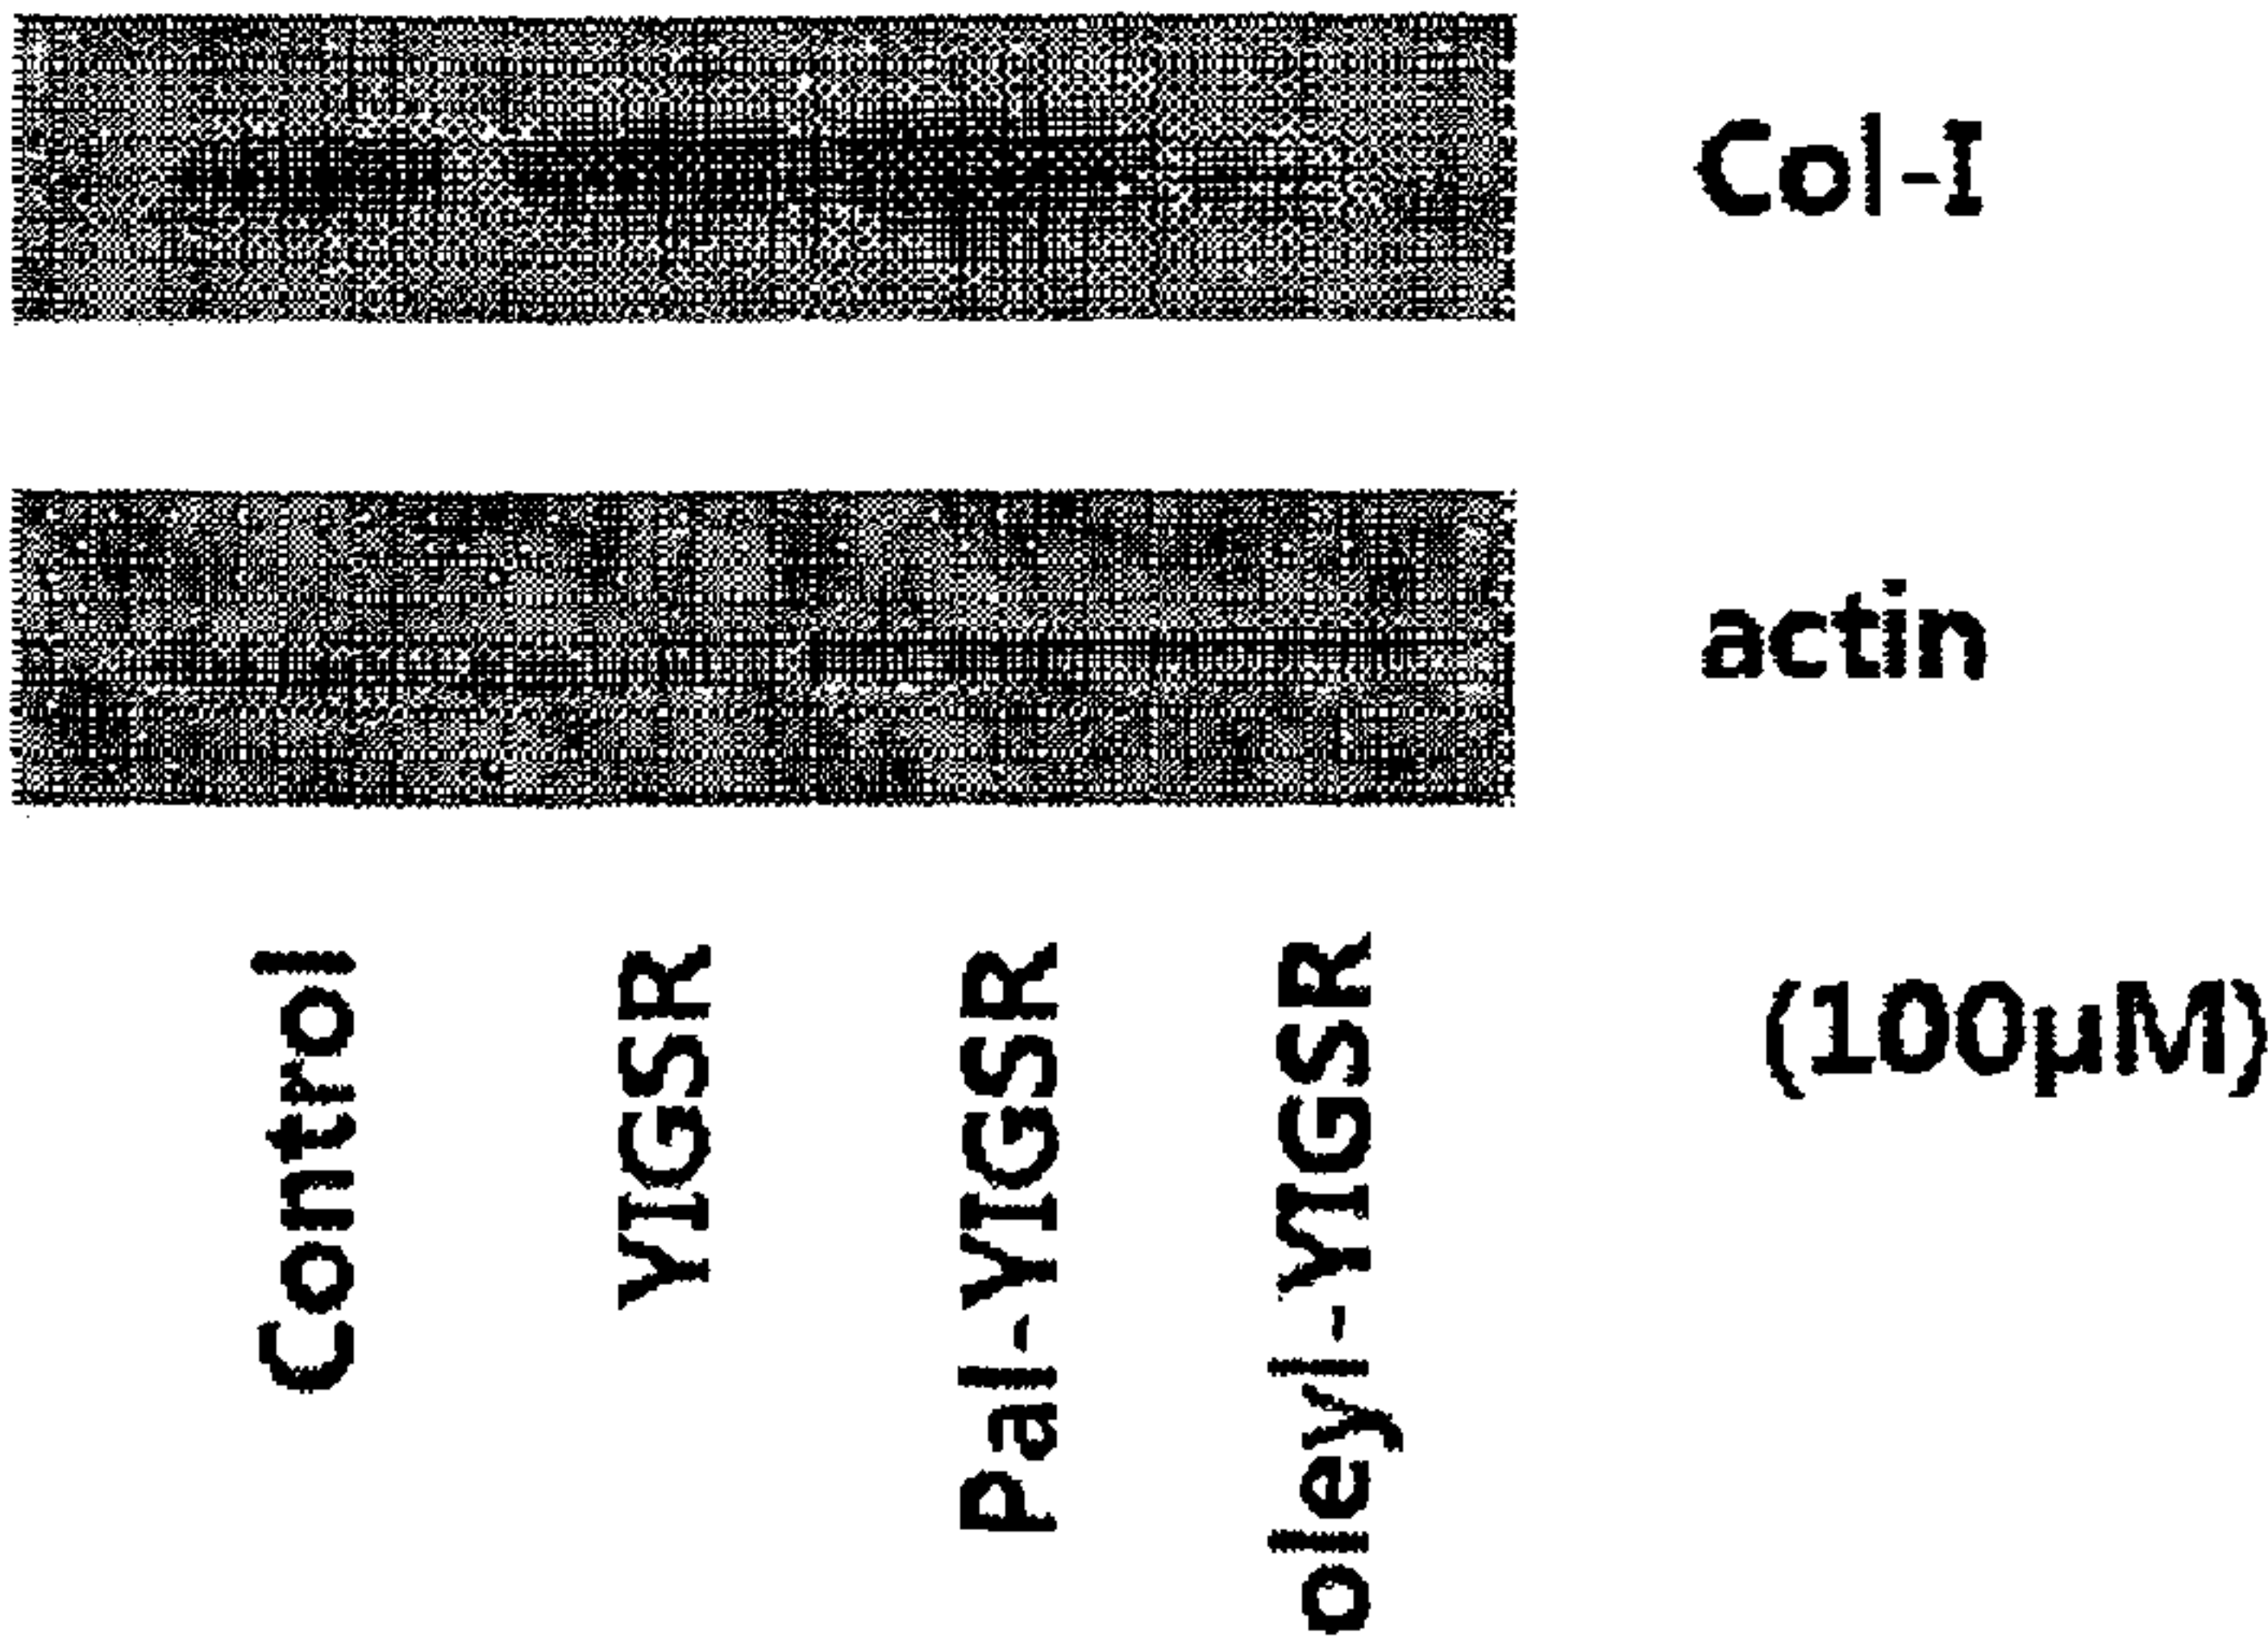 Col-I
actin
Control
YIGSR
Pal-YIGSR
oleyl-YIGSR
(100µM)